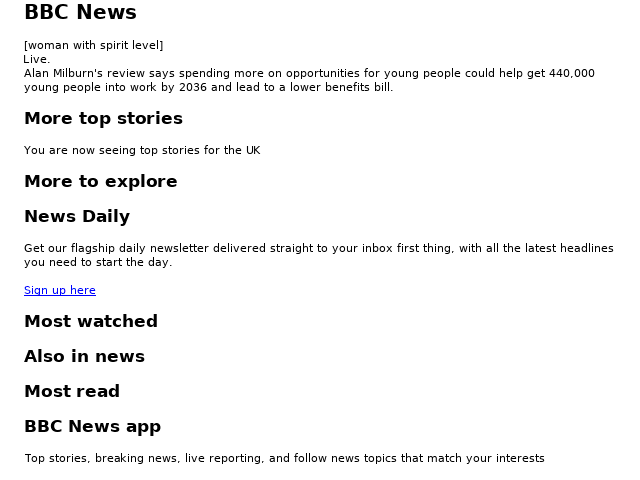 BBC News
[woman with spirit level]
Live.
Alan Milburn's review says spending more on opportunities for young people could help get 440,000
young people into work by 2036 and lead to a lower benefits bill.
More top stories
You are now seeing top stories for the UK
More to explore
News Daily
Get our flagship daily newsletter delivered straight to your inbox first thing, with all the latest headlines
you need to start the day.
Sign up here
Most watched
Also in news
Most read
BBC News app
Top stories, breaking news, live reporting, and follow news topics that match your interests